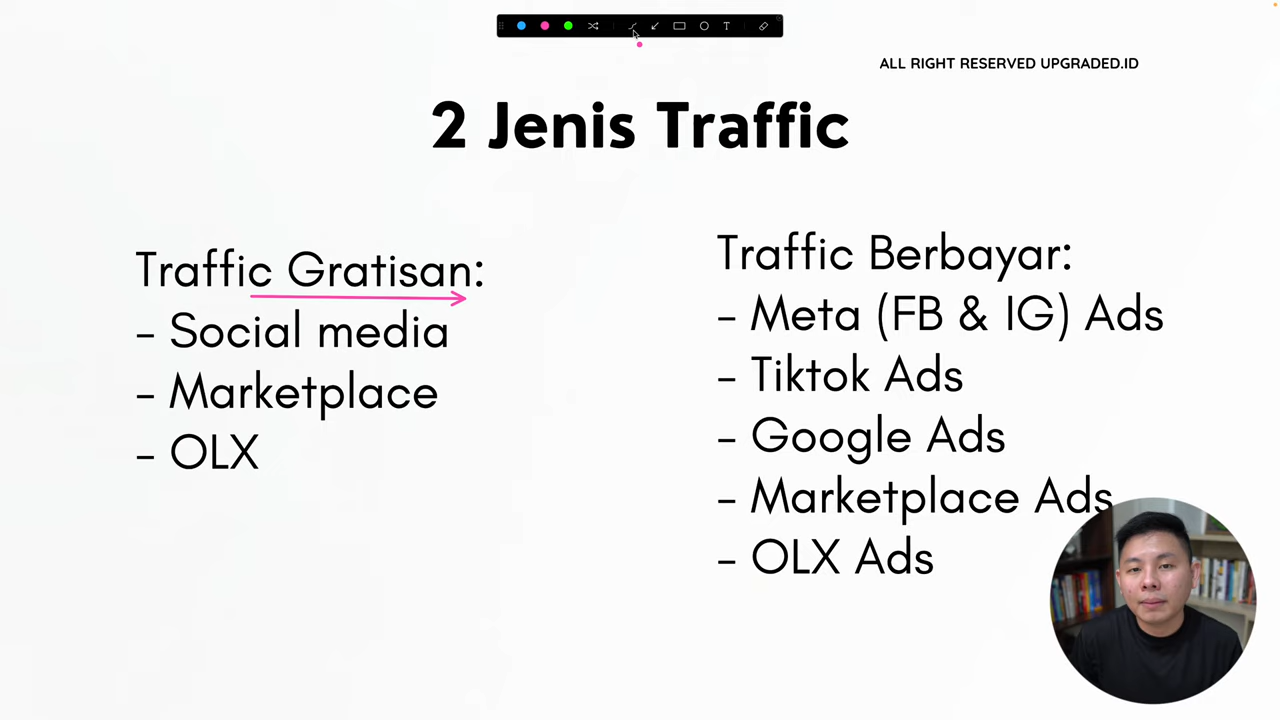 ALL RIGHT RESERVED UPGRADED.ID
2 Jenis Traffic
Traffic Gratisan:
- Social media
- Marketplace
- OLX
Traffic Berbayar:
- Meta (FB & IG) Ads
- Tiktok Ads
- Google Ads
- Marketplace Ads
- OLX Ads